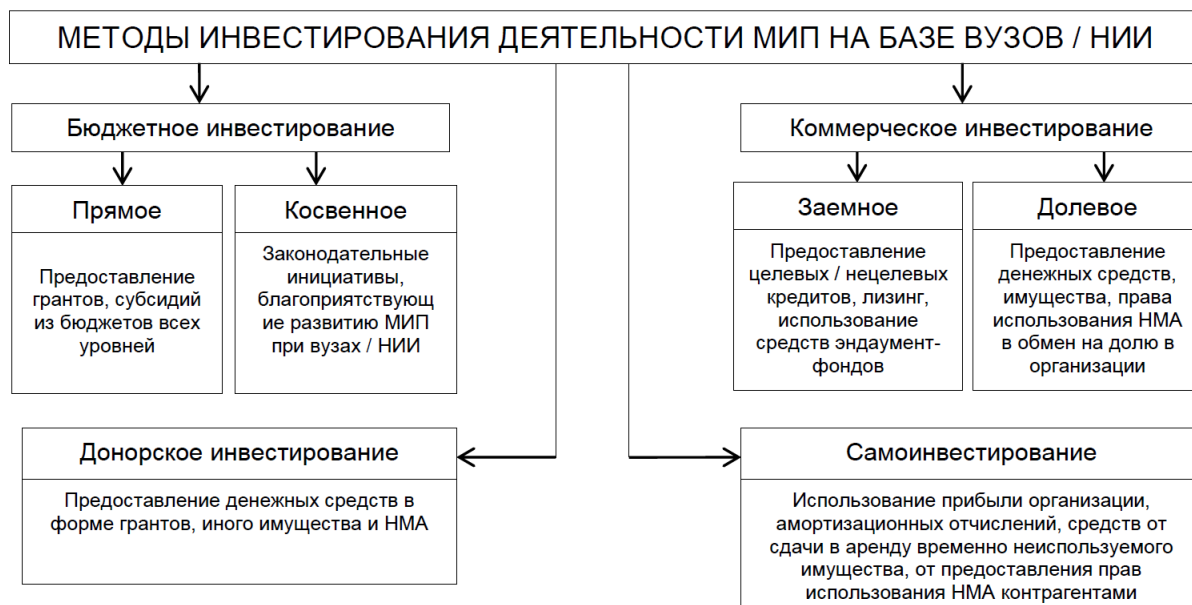 МЕТОДЫ ИНВЕСТИРОВАНИЯ ДЕЯТЕЛЬНОСТИ МИП НА БАЗЕ ВУЗОВ / НИИ
Бюджетное инвестирование
Прямое
Предоставление
грантов, субсидий
из бюджетов всех
уровней
Косвенное
Законодательные
инициативы,
благоприятствующ
ие развитию МИП
при вузах / НИИ
Коммерческое инвестирование
Заемное
Предоставление
целевых / нецелевых
кредитов, лизинг,
использование
средств эндаумент-
фондов
Долевое
Предоставление
денежных средств,
имущества, права
использования НМА
в обмен на долю в
организации
Донорское инвестирование
Предоставление денежных средств в
форме грантов, иного имущества и НМА
Самоинвестирование
Использование прибыли организации,
амортизационных отчислений, средств от
сдачи в аренду временно неиспользуемого
имущества, от предоставления прав
использования НМА контрагентами